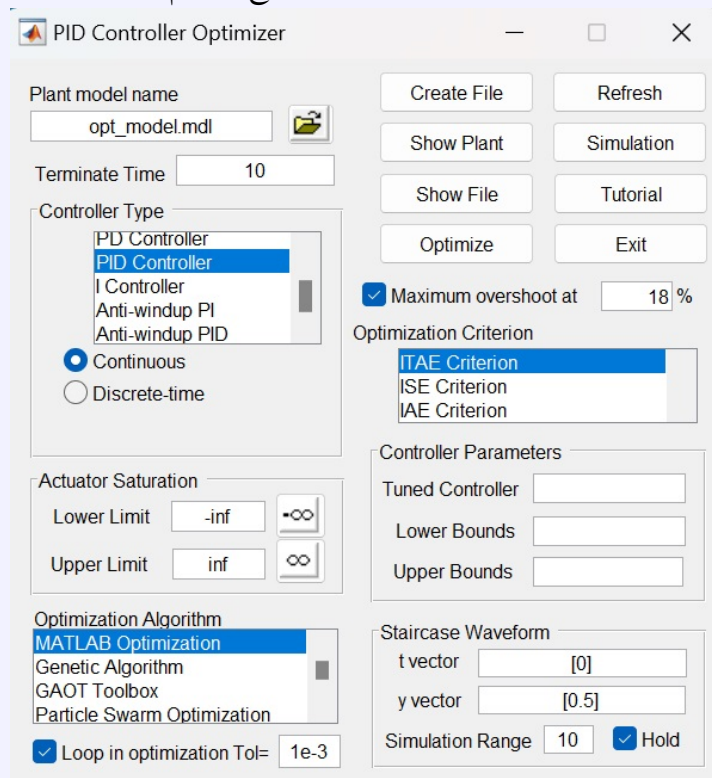 PID Controller Optimizer
Plant model name
opt_model.mdl
Terminate Time 10
Controller Type
PD Controller
PID Controller
I Controller
Anti-windup PI
Anti-windup PID
Continuous
Discrete-time
Actuator Saturation
Lower Limit -inf -∞
Upper Limit inf ∞
Optimization Algorithm
MATLAB Optimization
Genetic Algorithm
GAOT Toolbox
Particle Swarm Optimization
Loop in optimization Tol= 1e-3
Create File Refresh
Show Plant Simulation
Show File Tutorial
Optimize Exit
Maximum overshoot at 18 %
Optimization Criterion
ITAE Criterion
ISE Criterion
IAE Criterion
Controller Parameters
Tuned Controller
Lower Bounds
Upper Bounds
Staircase Waveform
t vector [0]
y vector [0.5]
Simulation Range 10 Hold